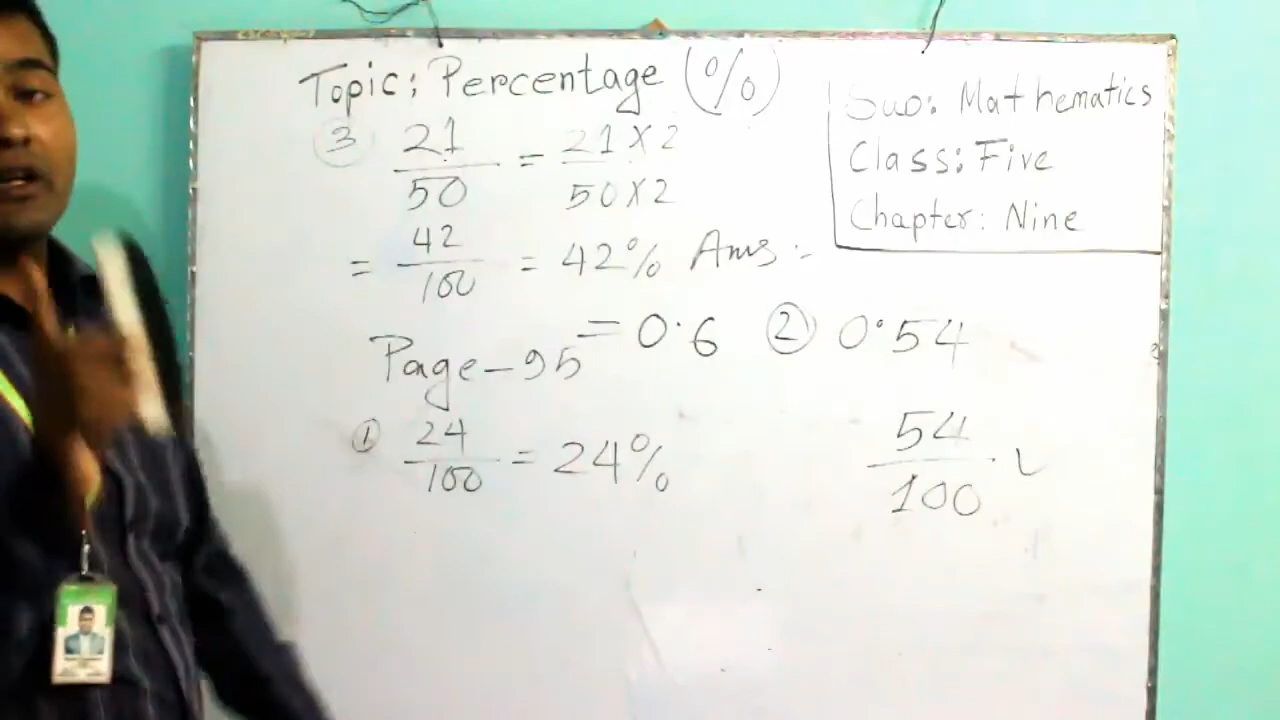 Topic: Percentage (%)
Sub: Mathematics
Class: Five
Chapter: Nine
③ 21/50 = 21×2/50×2
= 42/100 = 42% Ans:
Page-95 = 0.6 ② 0.54
① 24/100 = 24%
54/100